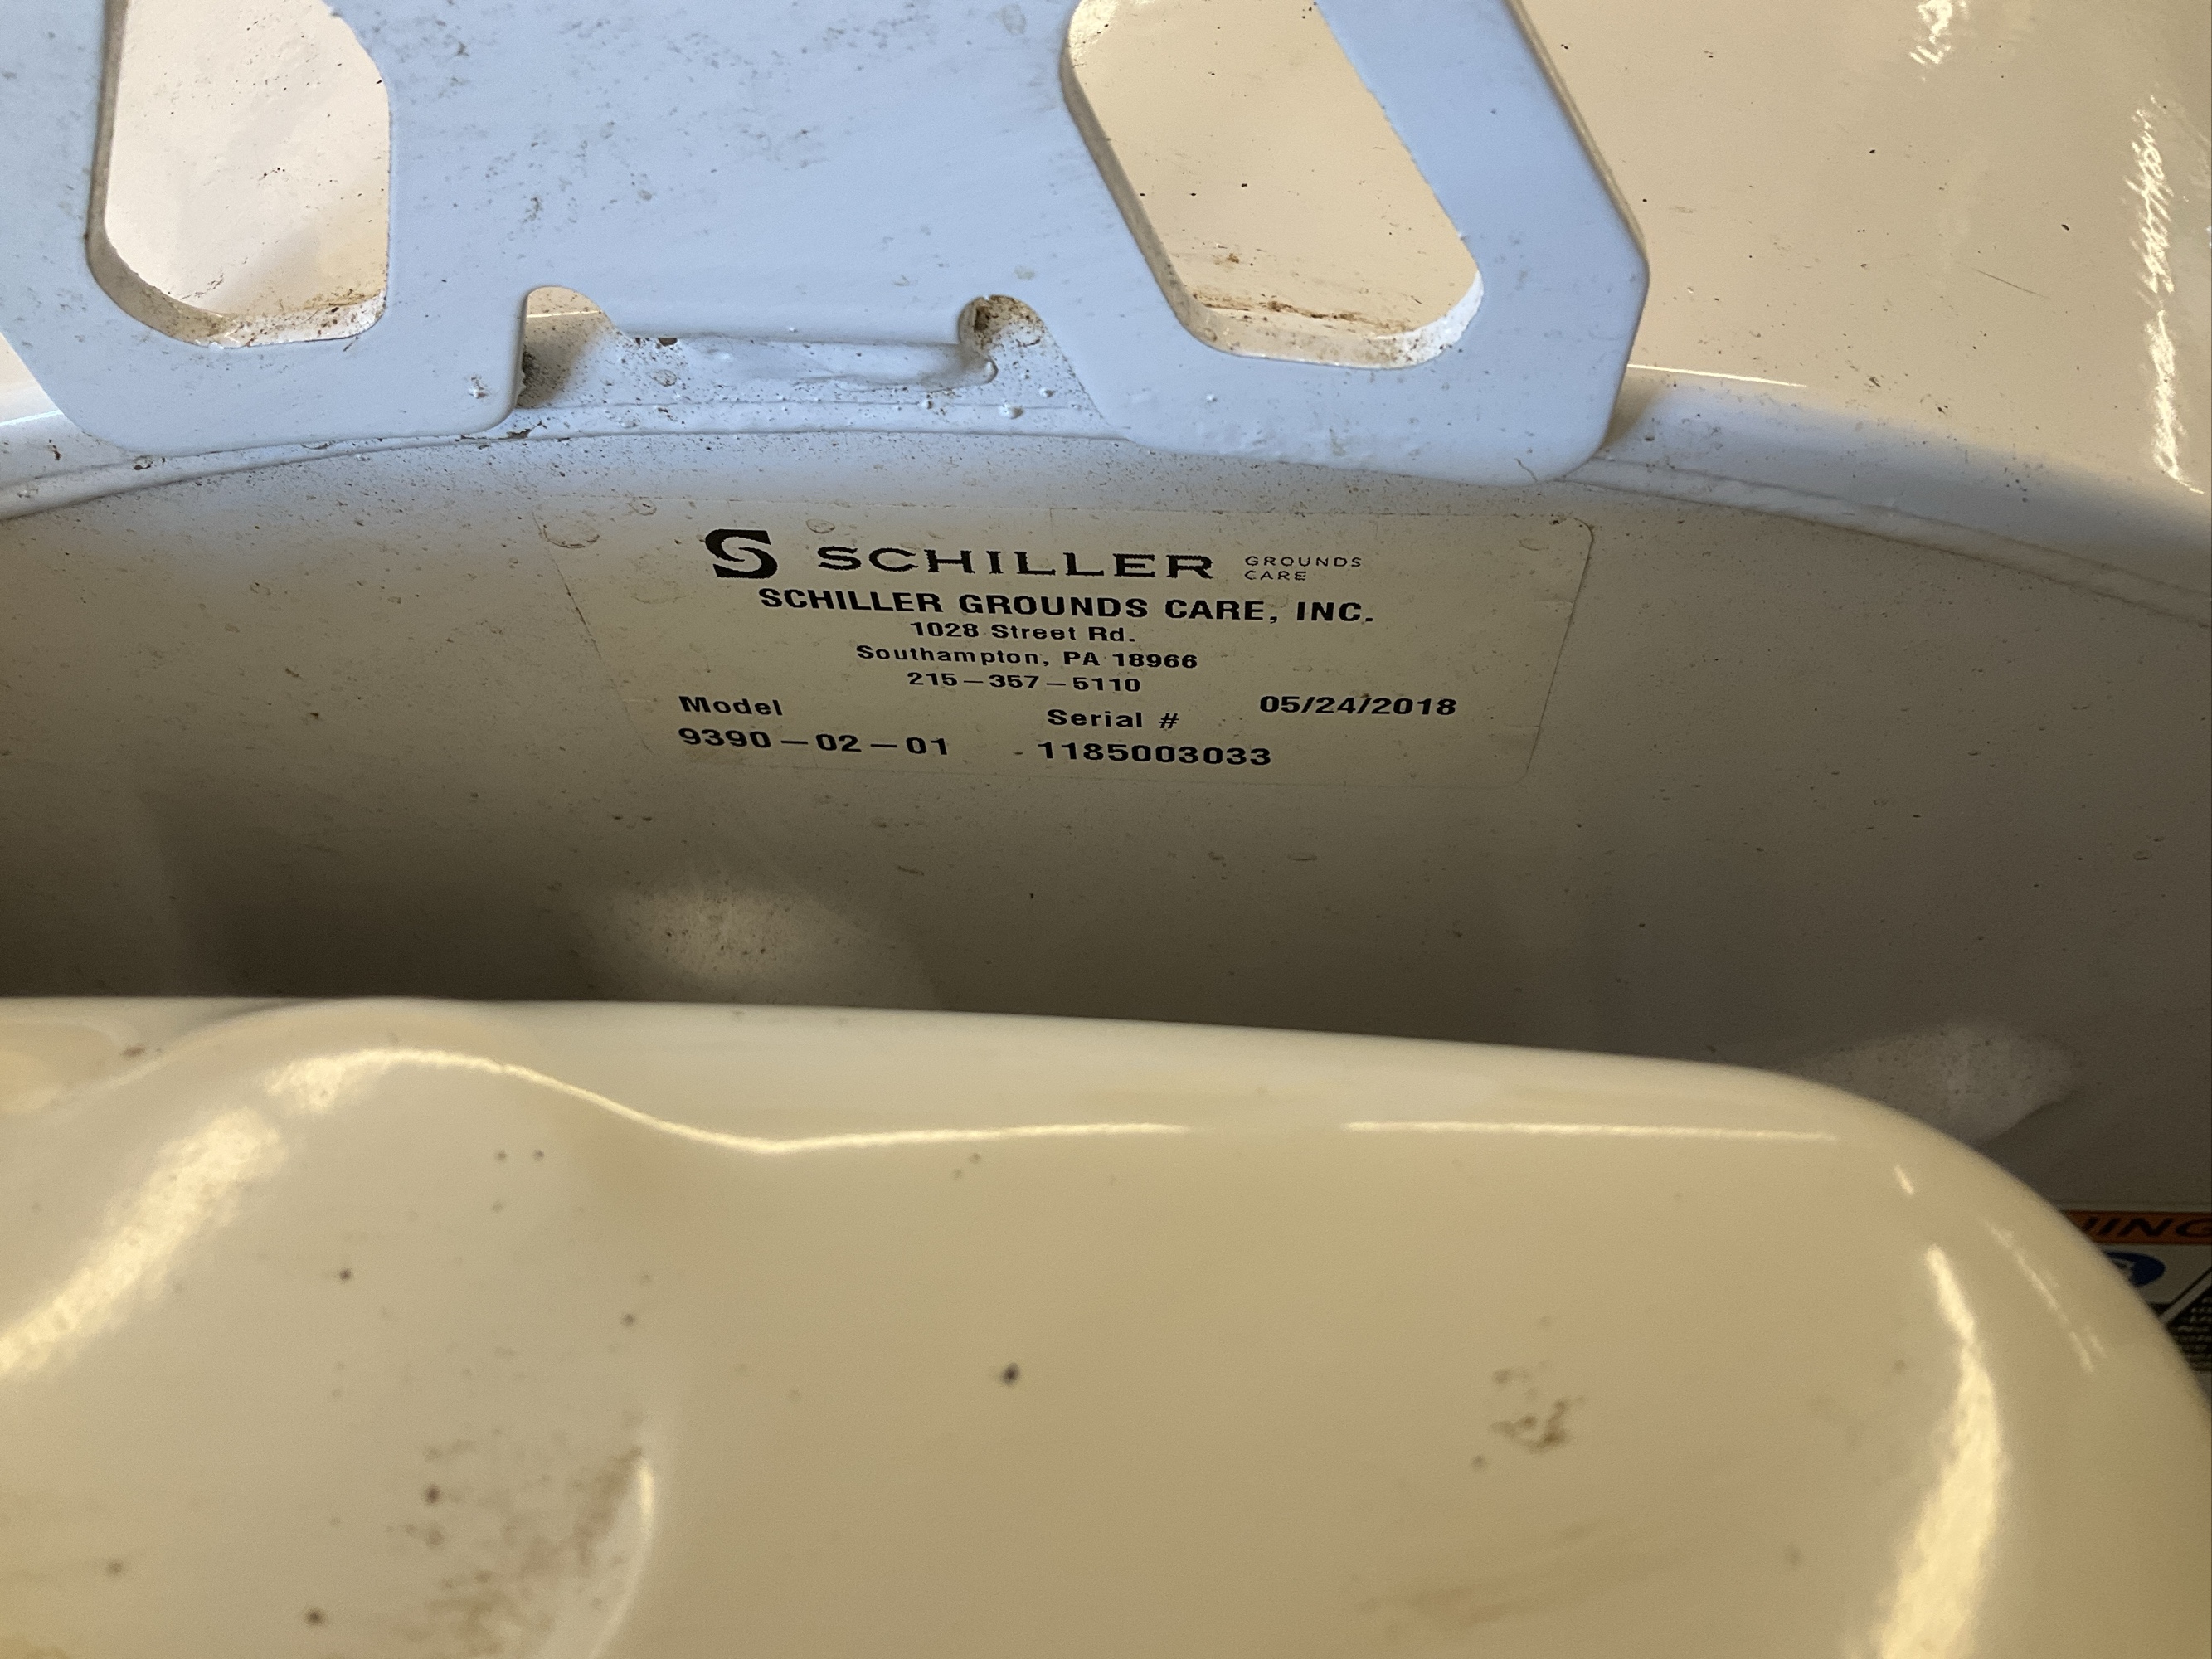 S SCHILLER GROUNDS CARE
SCHILLER GROUNDS CARE, INC.
1028 Street Rd.
Southampton, PA 18966
215-357-5110
Model Serial # 05/24/2018
9390-02-01 1185003033